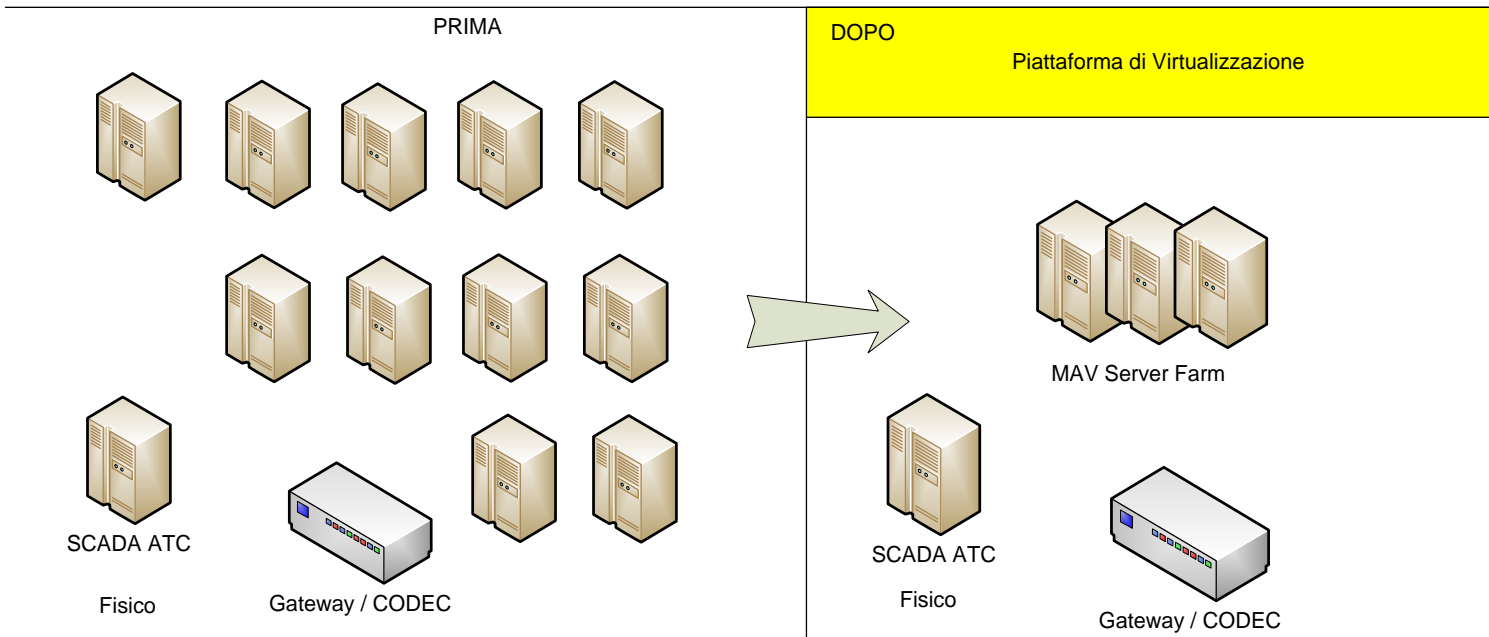 PRIMA
SCADA ATC
Fisico
Gateway / CODEC
DOPO
Piattaforma di Virtualizzazione
MAV Server Farm
SCADA ATC
Fisico
Gateway / CODEC